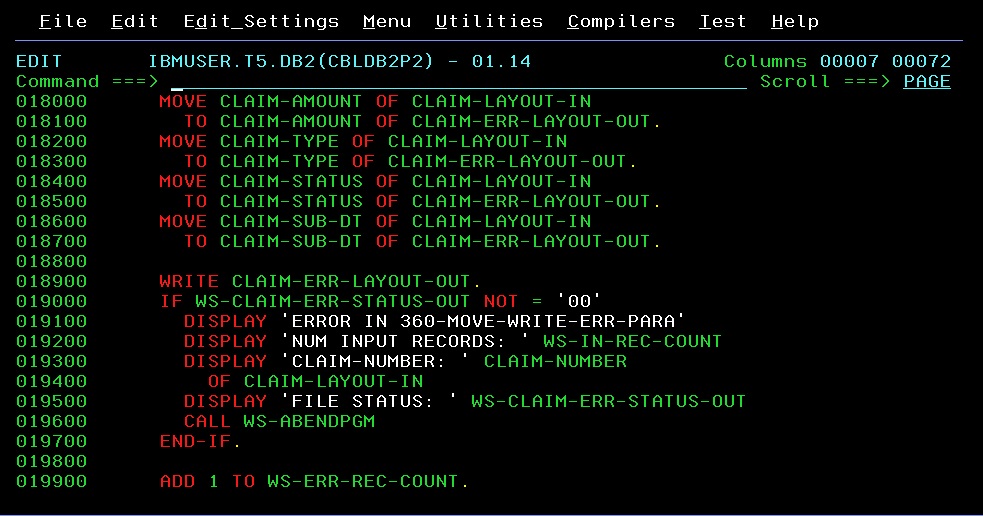 File Edit Edit_Settings Menu Utilities Compilers Test Help
EDIT IBMUSER.T5.DB2(CBLDB2P2) - 01.14 Columns 00007 00072
Command ===> Scroll ===> PAGE
018000 MOVE CLAIM-AMOUNT OF CLAIM-LAYOUT-IN
018100 TO CLAIM-AMOUNT OF CLAIM-ERR-LAYOUT-OUT.
018200 MOVE CLAIM-TYPE OF CLAIM-LAYOUT-IN
018300 TO CLAIM-TYPE OF CLAIM-ERR-LAYOUT-OUT.
018400 MOVE CLAIM-STATUS OF CLAIM-LAYOUT-IN
018500 TO CLAIM-STATUS OF CLAIM-ERR-LAYOUT-OUT.
018600 MOVE CLAIM-SUB-DT OF CLAIM-LAYOUT-IN
018700 TO CLAIM-SUB-DT OF CLAIM-ERR-LAYOUT-OUT.
018800
018900 WRITE CLAIM-ERR-LAYOUT-OUT.
019000 IF WS-CLAIM-ERR-STATUS-OUT NOT = '00'
019100 DISPLAY 'ERROR IN 360-MOVE-WRITE-ERR-PARA'
019200 DISPLAY 'NUM INPUT RECORDS: ' WS-IN-REC-COUNT
019300 DISPLAY 'CLAIM-NUMBER: ' CLAIM-NUMBER
019400 OF CLAIM-LAYOUT-IN
019500 DISPLAY 'FILE STATUS: ' WS-CLAIM-ERR-STATUS-OUT
019600 CALL WS-ABENDPGM
019700 END-IF.
019800
019900 ADD 1 TO WS-ERR-REC-COUNT.